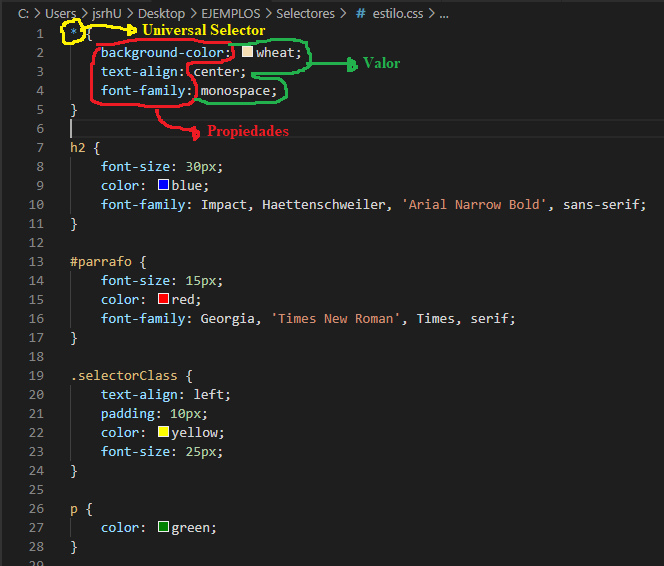 C: > Users > jsrhU > Desktop > EJEMPLOS > Selectores > # estilo.css > ...
1 * { Universal Selector
2 background-color: wheat;
3 text-align: center; Valor
4 font-family: monospace;
5 }
6 Propiedades
7 h2 {
8 font-size: 30px;
9 color: blue;
10 font-family: Impact, Haettenschweiler, 'Arial Narrow Bold', sans-serif;
11 }
12
13 #parrafo {
14 font-size: 15px;
15 color: red;
16 font-family: Georgia, 'Times New Roman', Times, serif;
17 }
18
19 .selectorClass {
20 text-align: left;
21 padding: 10px;
22 color: yellow;
23 font-size: 25px;
24 }
25
26 p {
27 color: green;
28 }
29